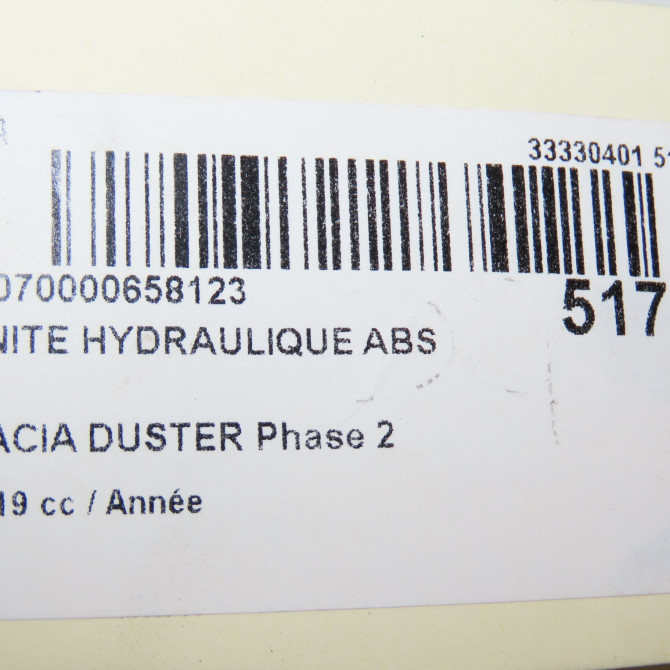 33330401 51
070000658123
517
NITE HYDRAULIQUE ABS
ACIA DUSTER Phase 2
19 cc / Année